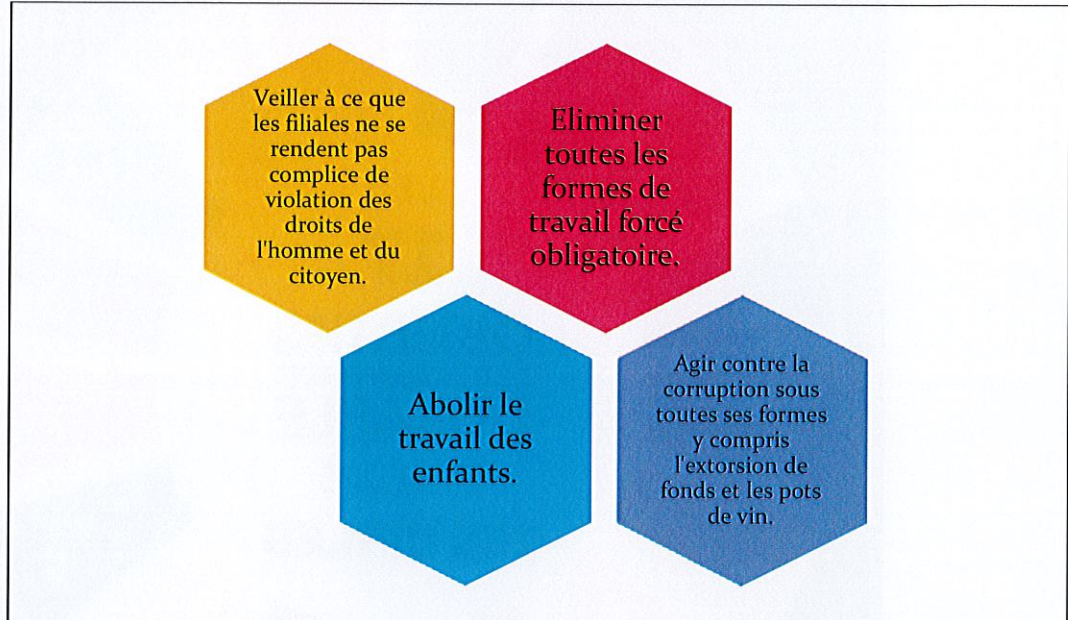 Veiller à ce que
les filiales ne se
rendent pas
complice de
violation des
droits de
l'homme et du
citoyen.
Eliminer
toutes les
formes de
travail forcé
obligatoire.
Abolir le
travail des
enfants.
Agir contre la
corruption sous
toutes ses formes
y compris
l'extorsion de
fonds et les pots
de vin.